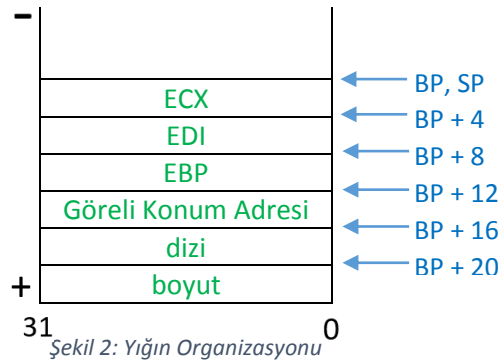 −
BP, SP
ECX
BP + 4
EDI
BP + 8
EBP
BP + 12
Göreli Konum Adresi
BP + 16
dizi
BP + 20
+
boyut
31
0
Şekil 2: Yığın Organizasyonu